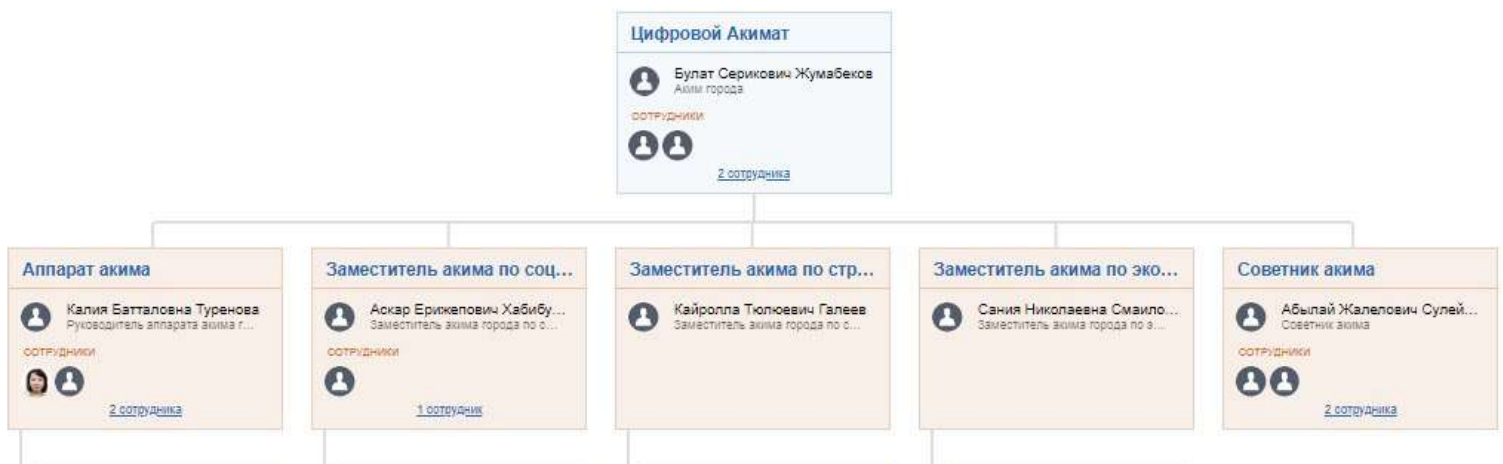 Цифровой Акимат
Булат Серикович Жумабеков
Аким города
СОТРУДНИКИ
2 сотрудника
Аппарат акима
Калия Батталовна Туренова
Руководитель аппарата акима г...
СОТРУДНИКИ
2 сотрудника
Заместитель акима по соц...
Аскар Ерижепович Хабибу...
Заместитель акима города по с...
СОТРУДНИКИ
1 сотрудник
Заместитель акима по стр...
Кайролла Тюлюевич Галеев
Заместитель акима города по с...
Заместитель акима по эко...
Сания Николаевна Смаило...
Заместитель акима города по э...
Советник акима
Абылай Жалелович Сулей...
Советник акима
СОТРУДНИКИ
2 сотрудника